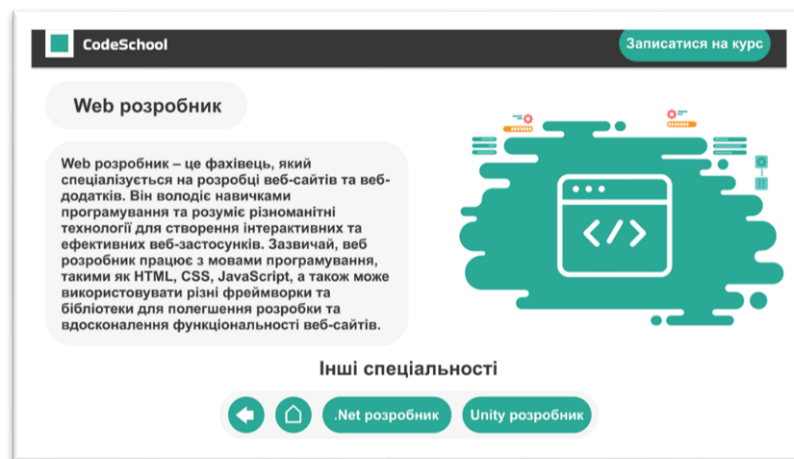 CodeSchool
Записатися на курс
Web розробник
Web розробник – це фахівець, який
спеціалізується на розробці веб-сайтів та веб-
додатків. Він володіє навичками
програмування та розуміє різноманітні
технології для створення інтерактивних та
ефективних веб-застосунків. Зазвичай, веб
розробник працює з мовами програмування,
такими як HTML, CSS, JavaScript, а також може
використовувати різні фреймворки та
бібліотеки для полегшення розробки та
вдосконалення функціональності веб-сайтів.
</>
Інші спеціальності
.Net розробник
Unity розробник